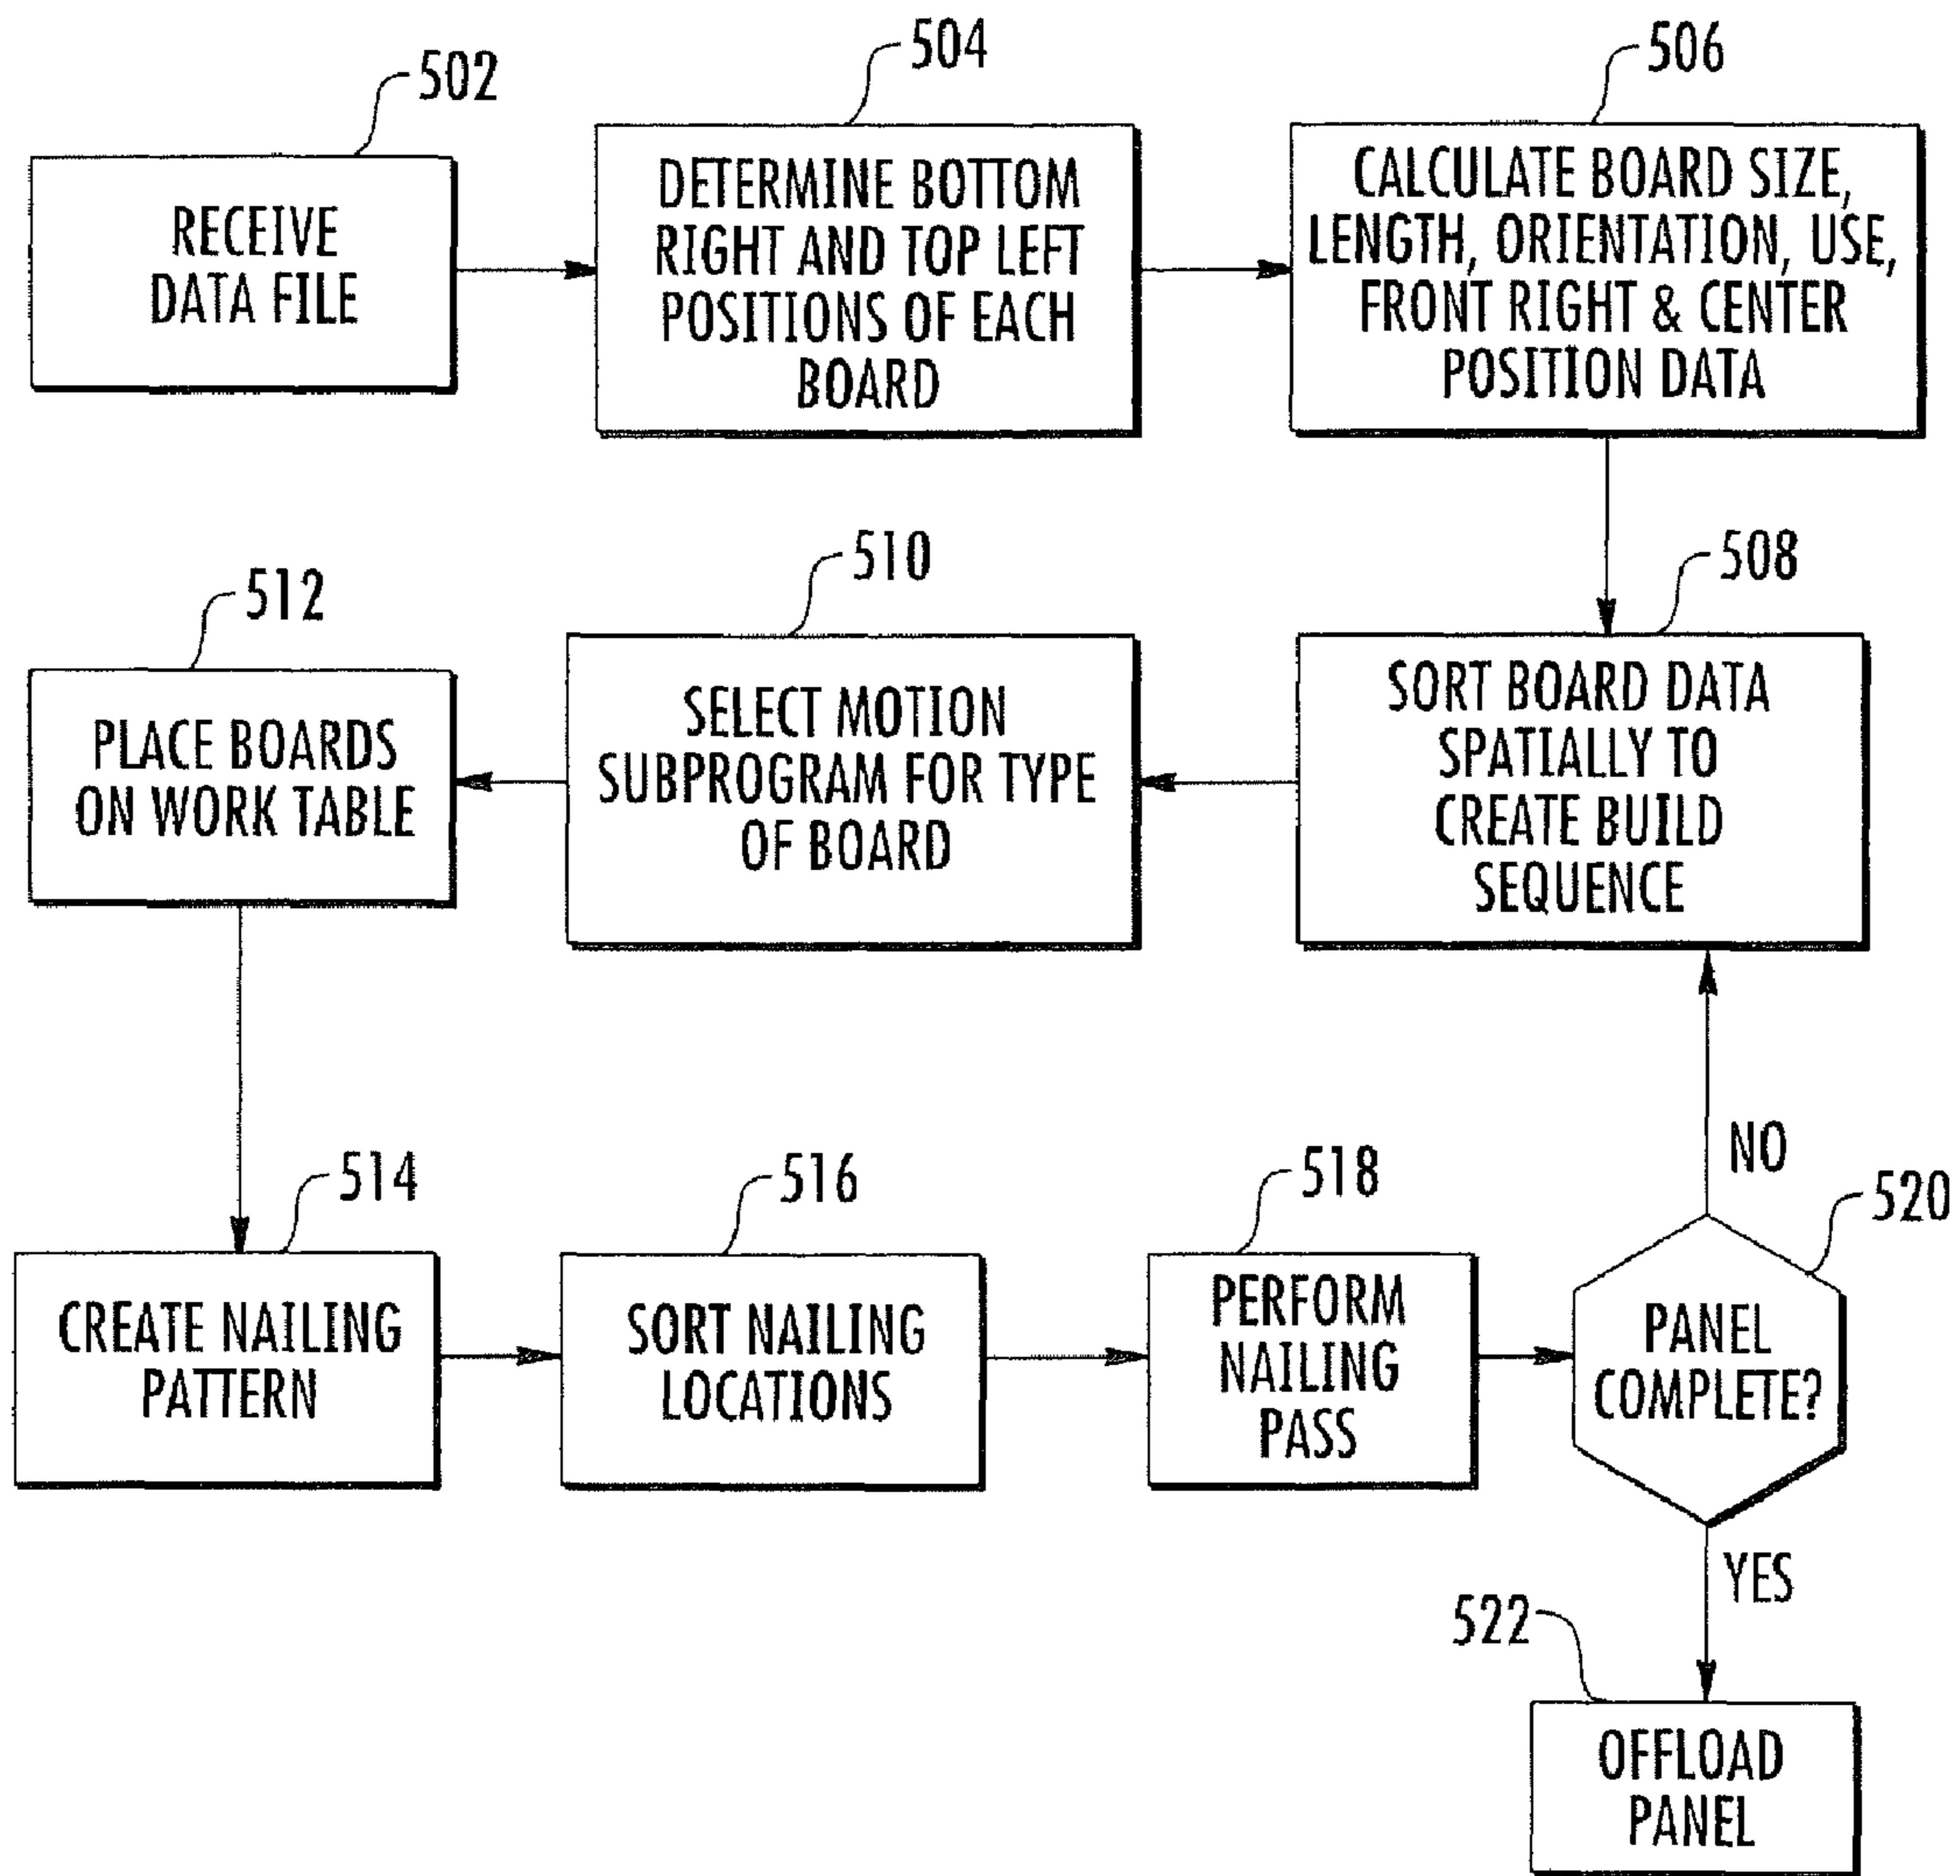 502
RECEIVE
DATA FILE
504
DETERMINE BOTTOM
RIGHT AND TOP LEFT
POSITIONS OF EACH
BOARD
506
CALCULATE BOARD SIZE,
LENGTH, ORIENTATION, USE,
FRONT RIGHT & CENTER
POSITION DATA
508
SORT BOARD DATA
SPATIALLY TO
CREATE BUILD
SEQUENCE
510
SELECT MOTION
SUBPROGRAM FOR TYPE
OF BOARD
512
PLACE BOARDS
ON WORK TABLE
514
CREATE NAILING
PATTERN
516
SORT NAILING
LOCATIONS
518
PERFORM
NAILING
PASS
520
PANEL
COMPLETE?
NO
YES
522
OFFLOAD
PANEL